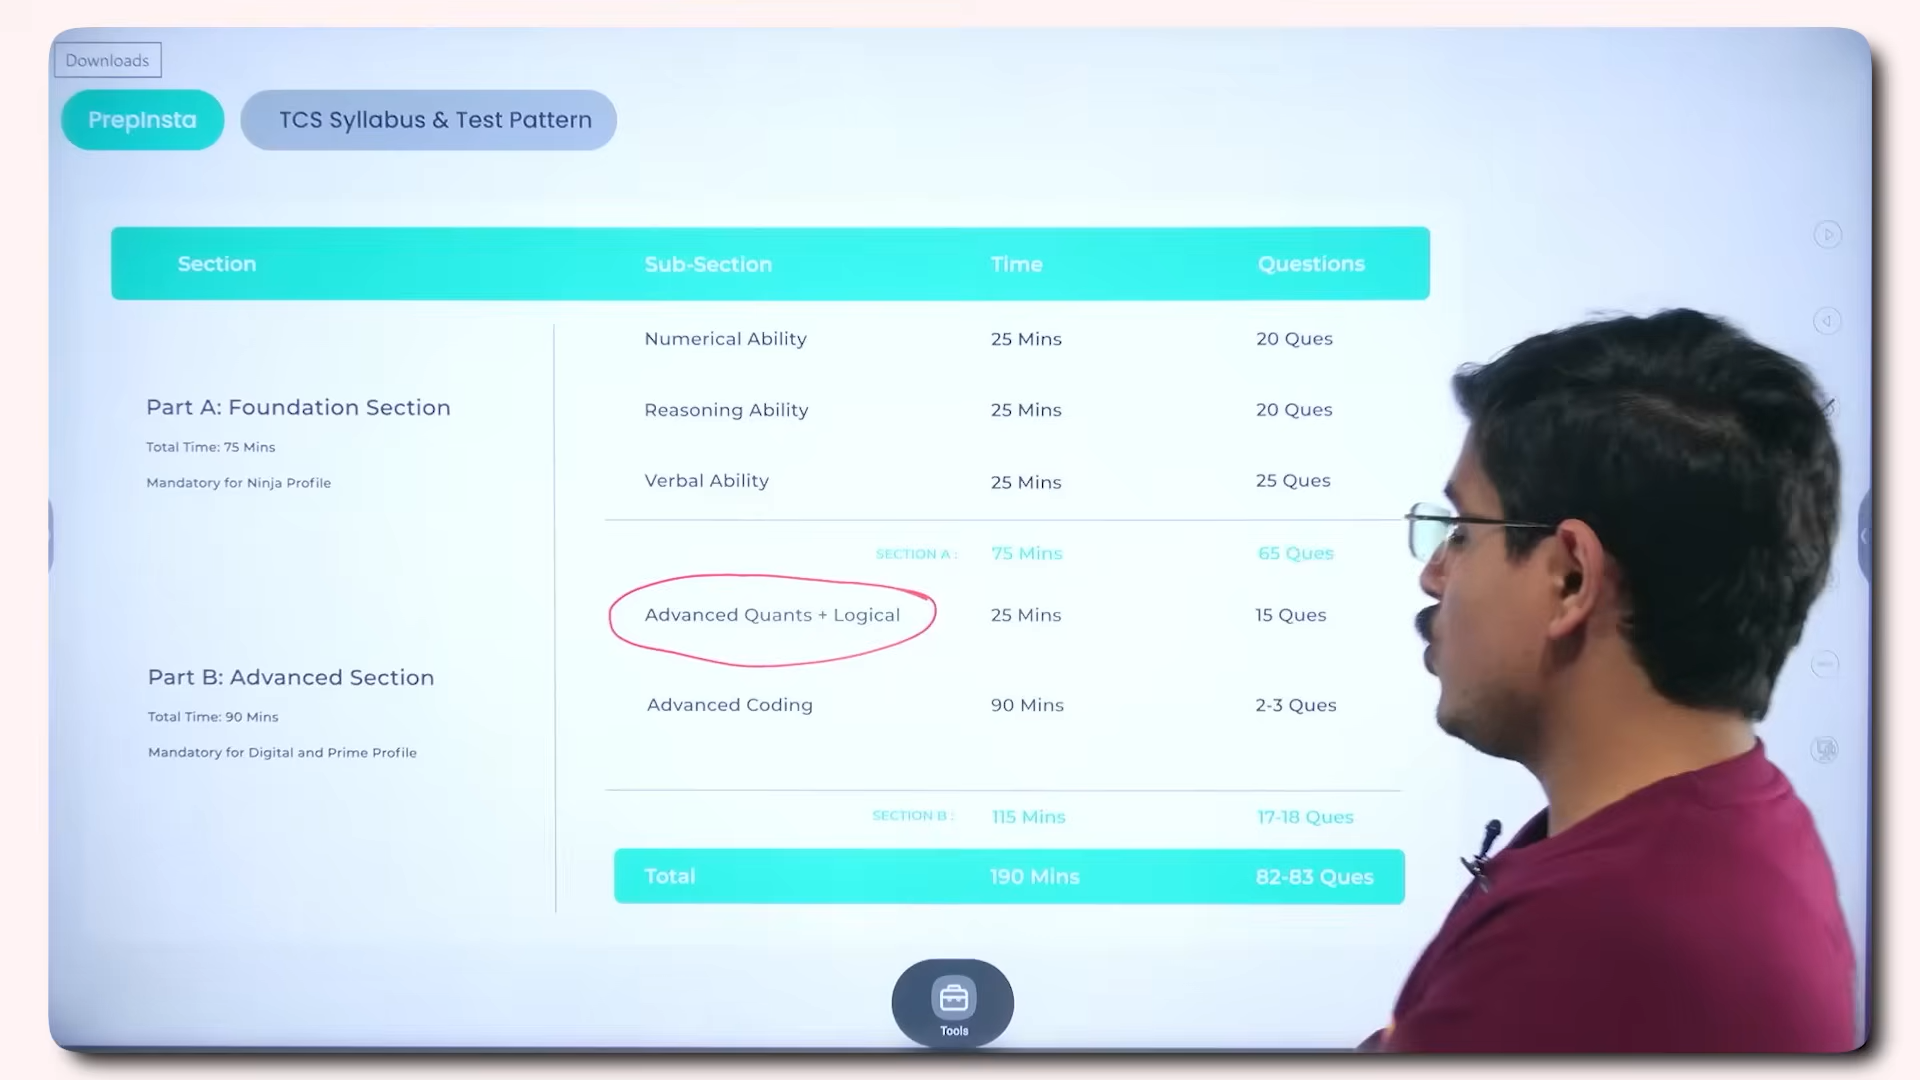 Downloads
PrepInsta
TCS Syllabus & Test Pattern
Section Sub-Section Time Questions
Numerical Ability 25 Mins 20 Ques
Part A: Foundation Section
Reasoning Ability 25 Mins 20 Ques
Total Time: 75 Mins
Mandatory for Ninja Profile
Verbal Ability 25 Mins 25 Ques
SECTION A : 75 Mins 65 Ques
Advanced Quants + Logical 25 Mins 15 Ques
Part B: Advanced Section
Advanced Coding 90 Mins 2-3 Ques
Total Time: 90 Mins
Mandatory for Digital and Prime Profile
SECTION B : 115 Mins 17-18 Ques
Total 190 Mins 82-83 Ques
Tools